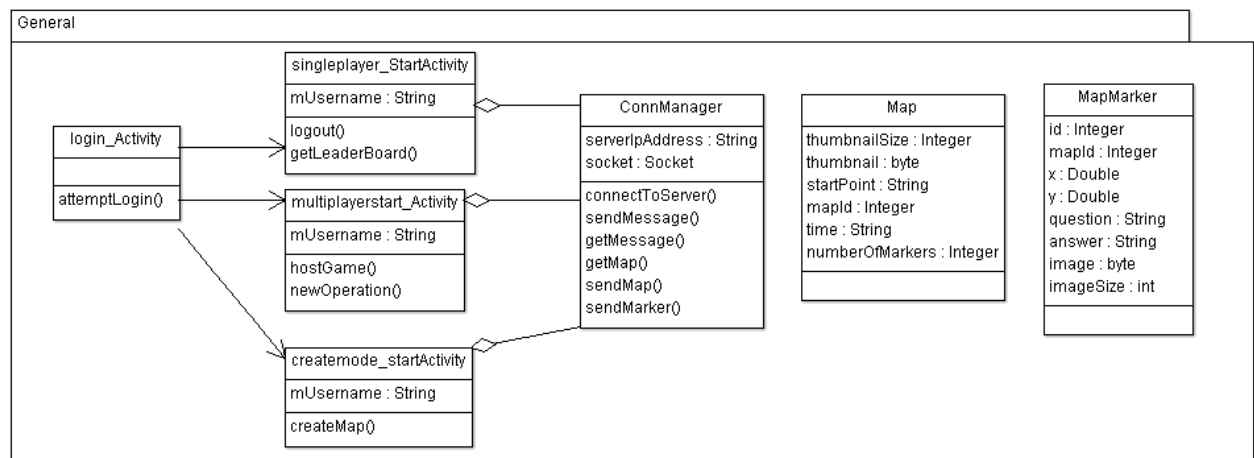 General
login_Activity
attemptLogin()
singleplayer_StartActivity
mUsername : String
logout()
getLeaderBoard()
multiplayerstart_Activity
mUsername : String
hostGame()
newOperation()
createmode_startActivity
mUsername : String
createMap()
ConnManager
serverIpAddress : String
socket : Socket
connectToServer()
sendMessage()
getMessage()
getMap()
sendMap()
sendMarker()
Map
thumbnailSize : Integer
thumbnail : byte
startPoint : String
mapId : Integer
time : String
numberOfMarkers : Integer
MapMarker
id : Integer
mapId : Integer
x : Double
y : Double
question : String
answer : String
image : byte
imageSize : int